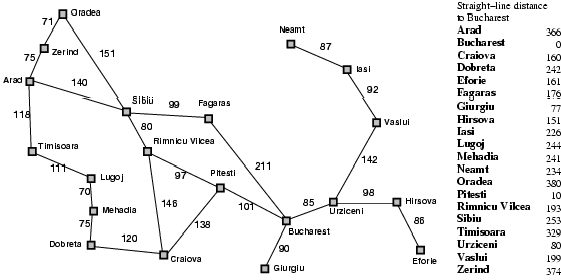 Oradea
71
Zerind
75
151
Arad
140
118
Sibiu
99
Fagaras
80
Rimnicu Vilcea
Timisoara
111
Lugoj
70
Mehadia
75
Dobreta
120
146
97
Pitesti
211
101
138
Craiova
Bucharest
90
Giurgiu
85
Urziceni
98
Hirsova
86
Eforie
142
Vaslui
92
Iasi
87
Neamt
Straight–line distance
to Bucharest
Arad 366
Bucharest 0
Craiova 160
Dobreta 242
Eforie 161
Fagaras 176
Giurgiu 77
Hirsova 151
Iasi 226
Lugoj 244
Mehadia 241
Neamt 234
Oradea 380
Pitesti 10
Rimnicu Vilcea 193
Sibiu 253
Timisoara 329
Urziceni 80
Vaslui 199
Zerind 374